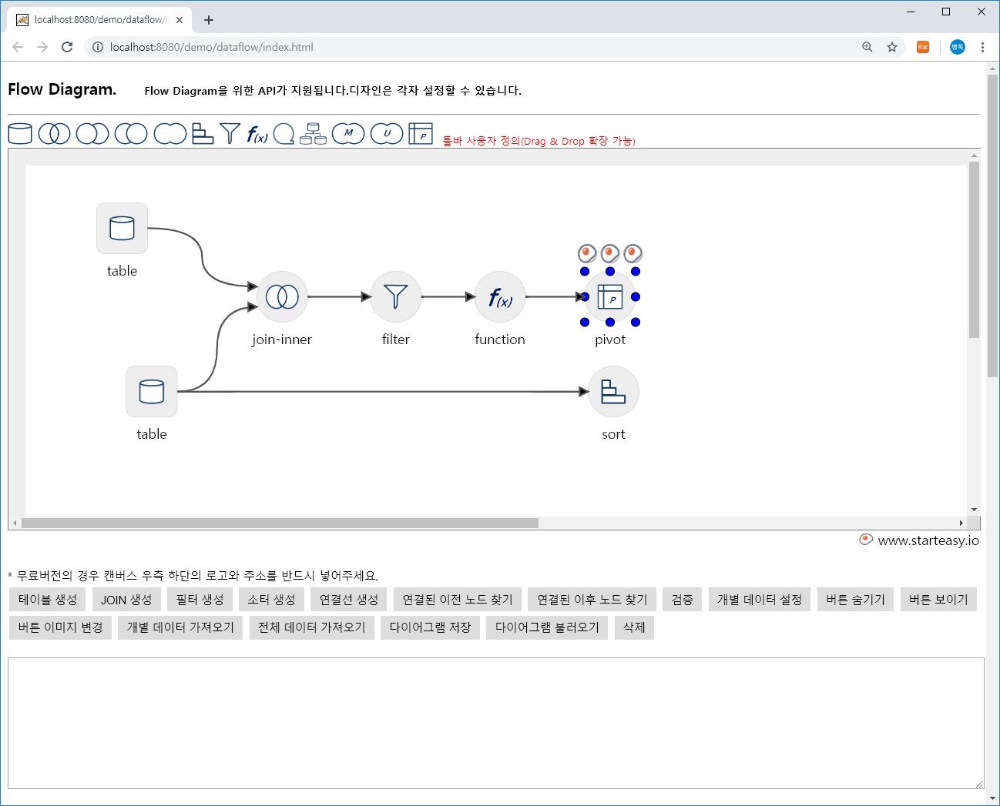 localhost:8080/demo/dataflow/i
localhost:8080/demo/dataflow/index.html
병욱
Flow Diagram.
Flow Diagram을 위한 API가 지원됩니다.디자인은 각자 설정할 수 있습니다.
f(x)
M
U
P
툴바 사용자 정의(Drag & Drop 확장 가능)
table
f(x)
P
join-inner
filter
function
pivot
table
sort
www.starteasy.io
* 무료버전의 경우 캔버스 우측 하단의 로고와 주소를 반드시 넣어주세요.
테이블 생성 JOIN 생성 필터 생성 소터 생성 연결선 생성 연결된 이전 노드 찾기 연결된 이후 노드 찾기 검증 개별 데이터 설정 버튼 숨기기 버튼 보이기
버튼 이미지 변경 개별 데이터 가져오기 전체 데이터 가져오기 다이어그램 저장 다이어그램 불러오기 삭제